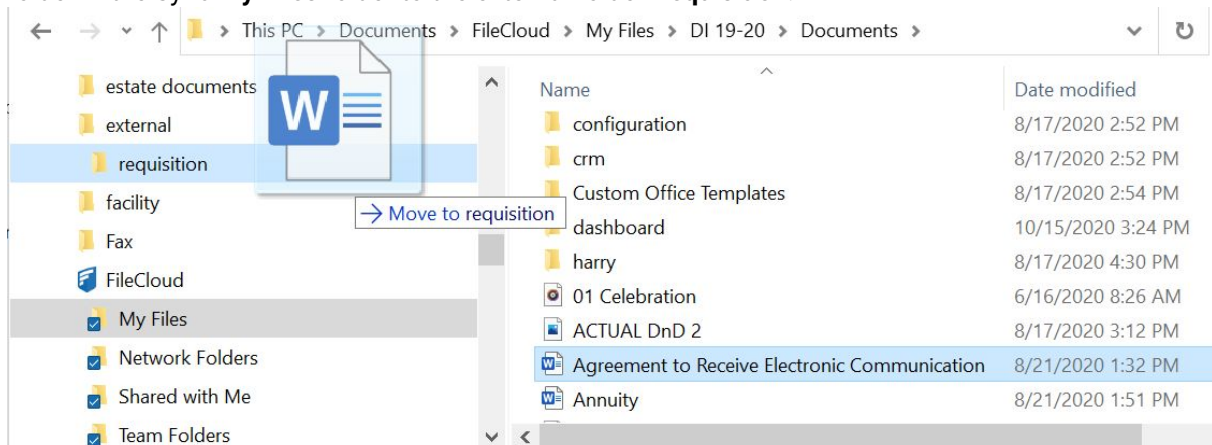 This PC > Documents > FileCloud > My Files > DI 19-20 > Documents >
estate documents
external
requisition
facility
Fax
FileCloud
My Files
Network Folders
Shared with Me
Team Folders
W
→ Move to requisition
Name Date modified
configuration 8/17/2020 2:52 PM
crm 8/17/2020 2:52 PM
Custom Office Templates 8/17/2020 2:54 PM
dashboard 10/15/2020 3:24 PM
harry 8/17/2020 4:30 PM
01 Celebration 6/16/2020 8:26 AM
ACTUAL DnD 2 8/17/2020 3:12 PM
Agreement to Receive Electronic Communication 8/21/2020 1:32 PM
Annuity 8/21/2020 1:51 PM